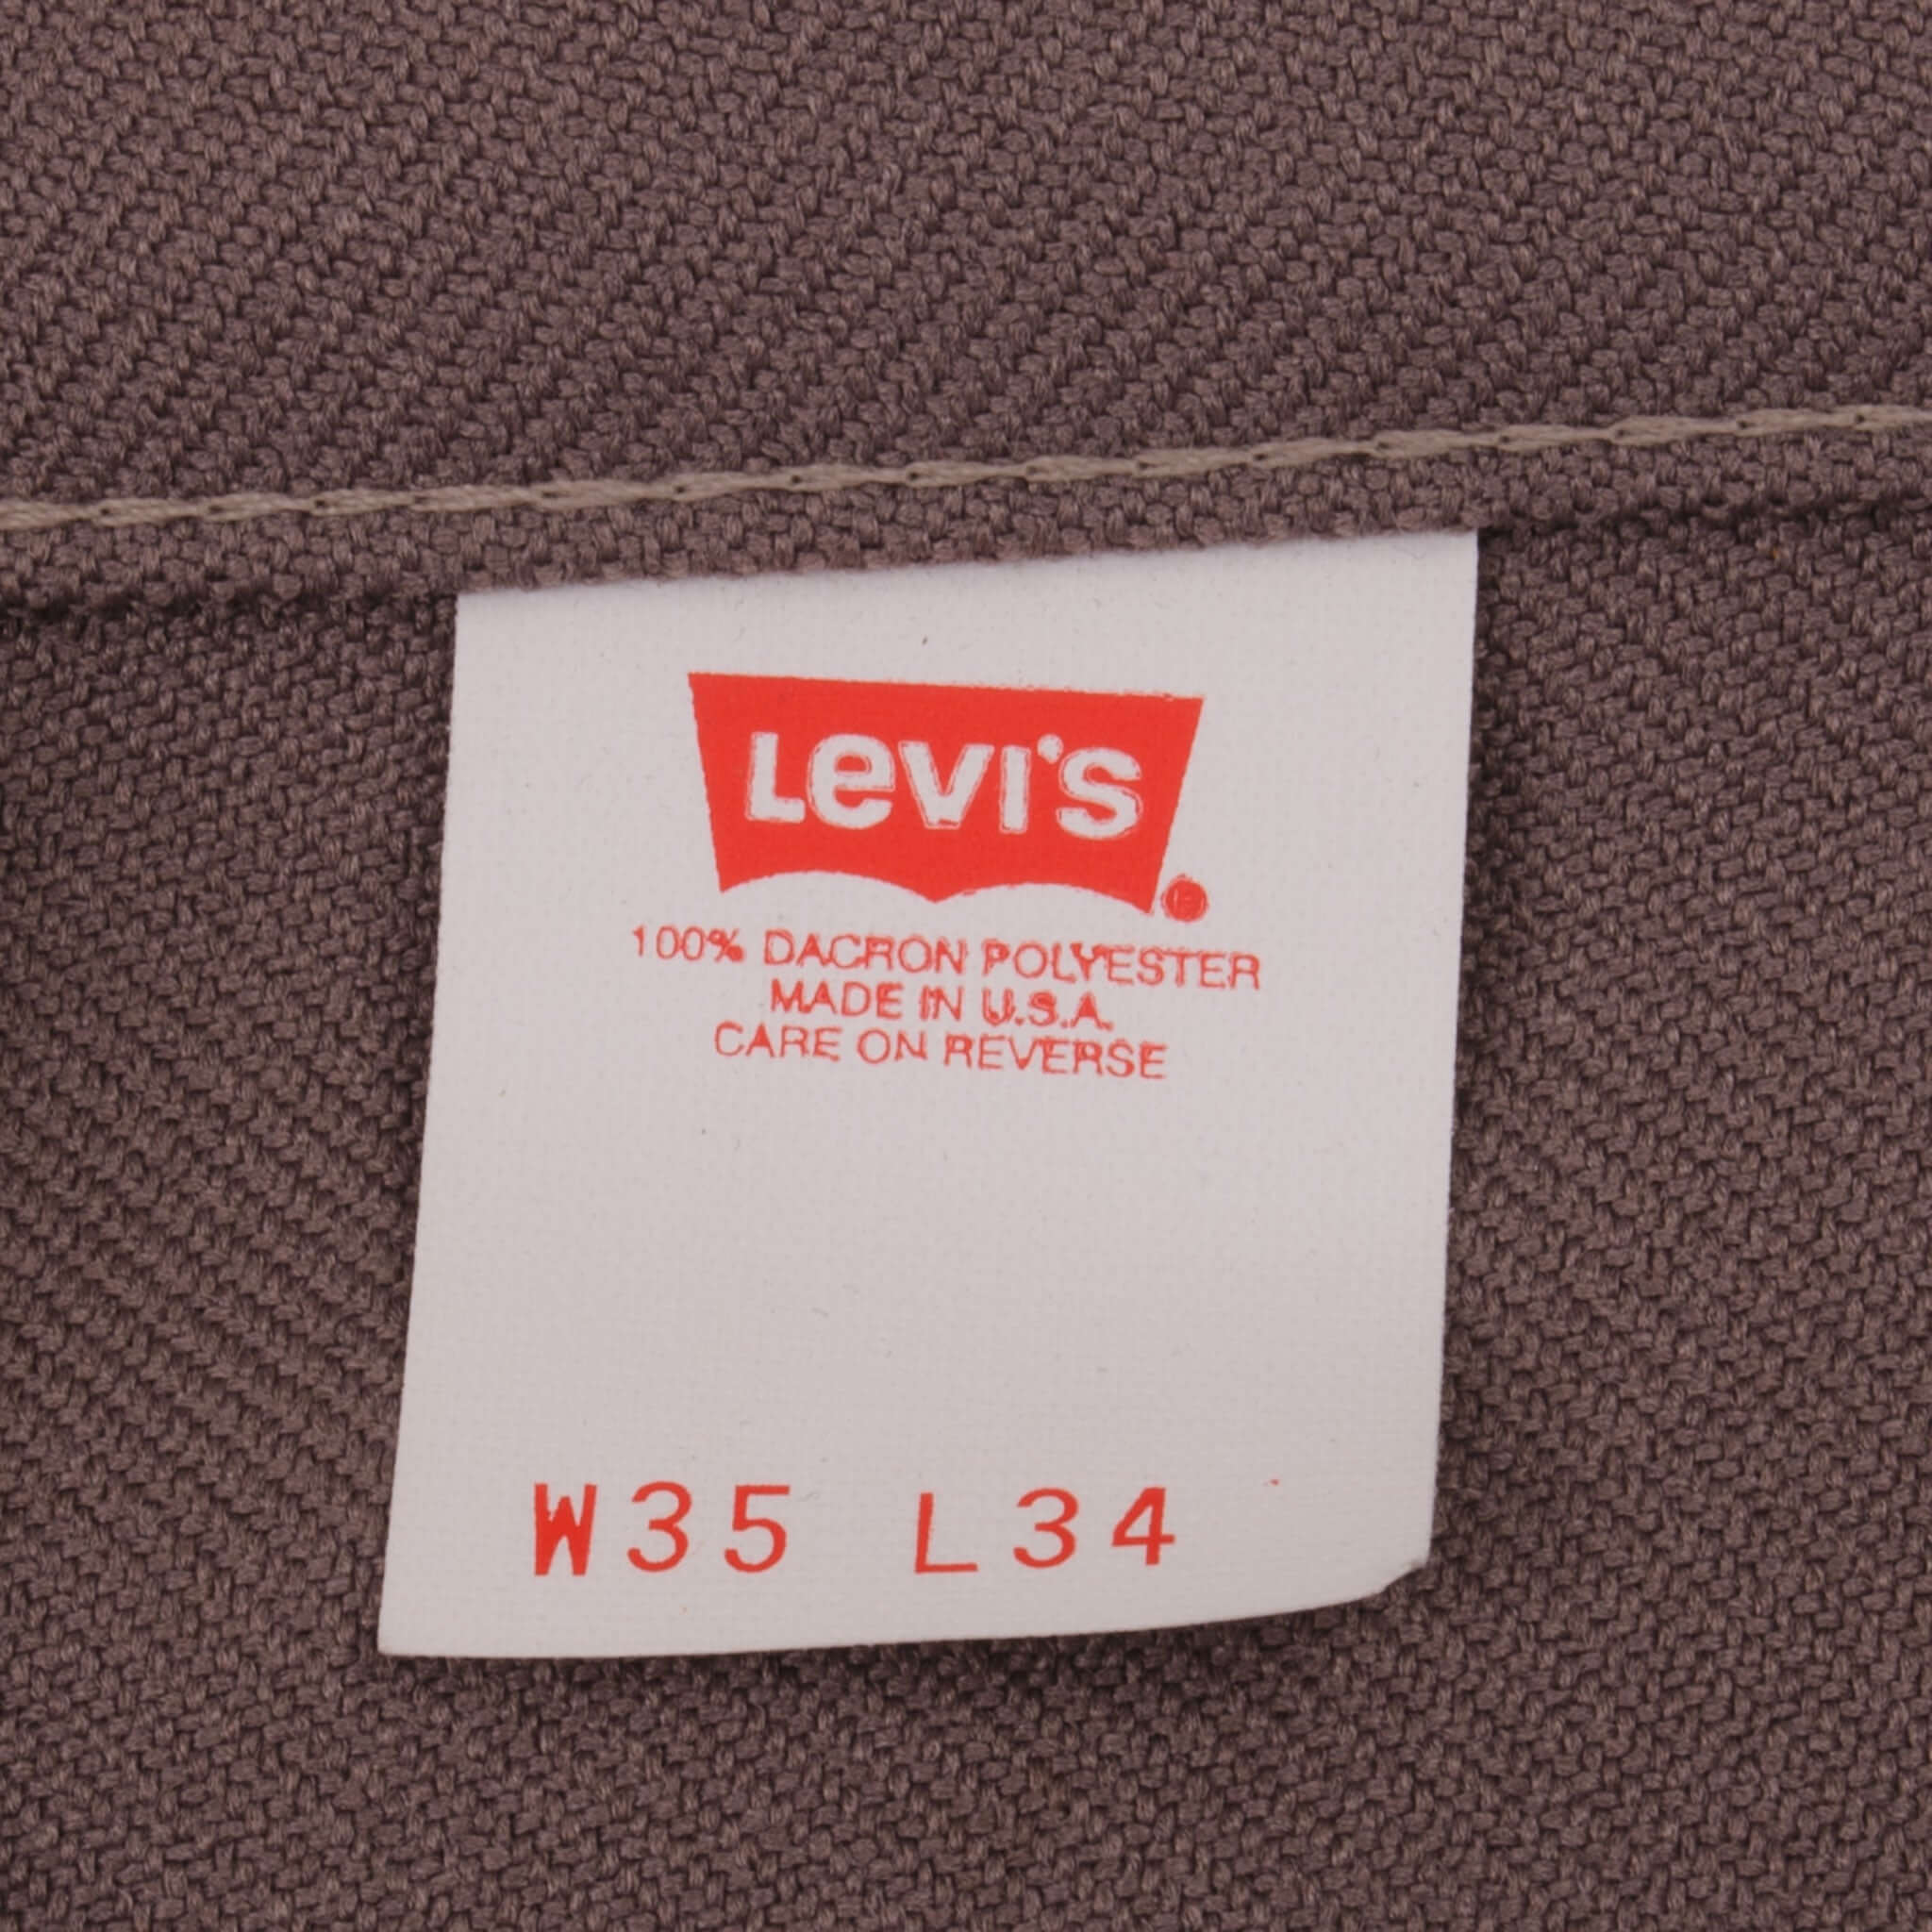 Levi's
100% DACRON POLYESTER
MADE IN U.S.A.
CARE ON REVERSE
W35 L34